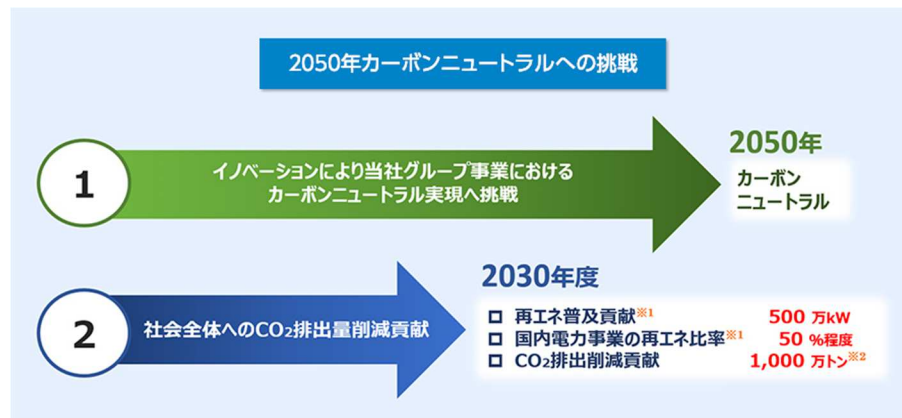 2050年カーボンニュートラルへの挑戦
1
イノベーションにより当社グループ事業における
カーボンニュートラル実現へ挑戦
2050年
カーボン
ニュートラル
2
社会全体へのCO₂排出量削減貢献
2030年度
再エネ普及貢献※1 500 万kW
国内電力事業の再エネ比率※1 50 %程度
CO₂排出削減貢献 1,000 万トン※2